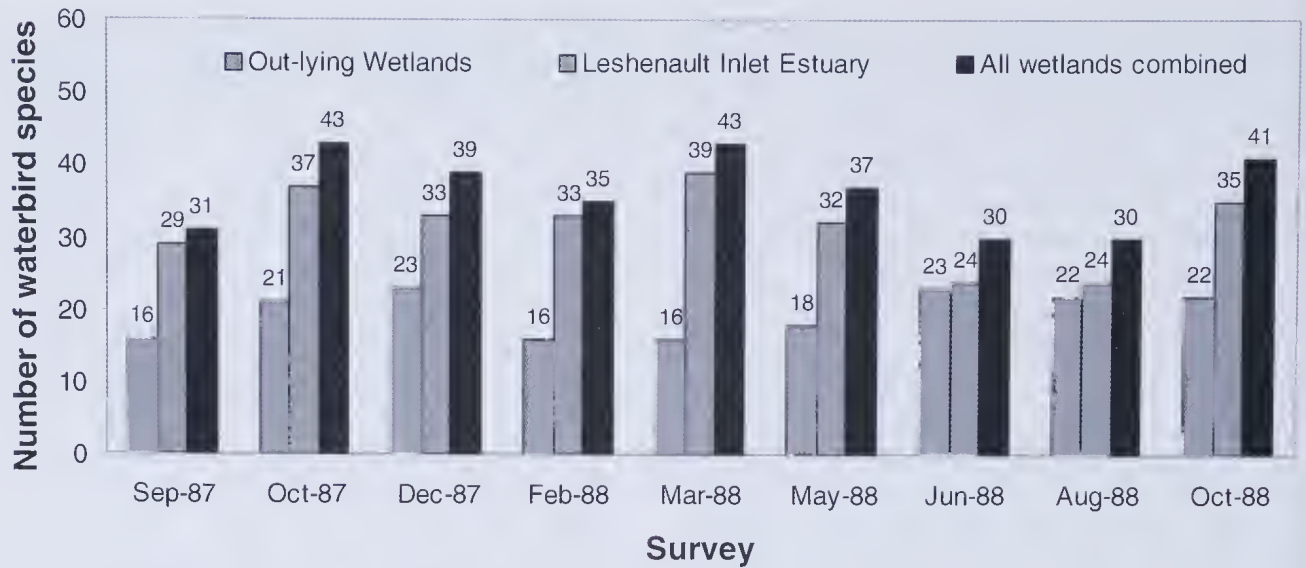 Number of waterbird species
60
50
40
30
20
10
0
Out-lying Wetlands Leshenault Inlet Estuary All wetlands combined
16 29 31
21 37 43
23 33 39
16 33 35
16 39 43
18 32 37
23 24 30
22 24 30
22 35 41
Sep-87 Oct-87 Dec-87 Feb-88 Mar-88 May-88 Jun-88 Aug-88 Oct-88
Survey